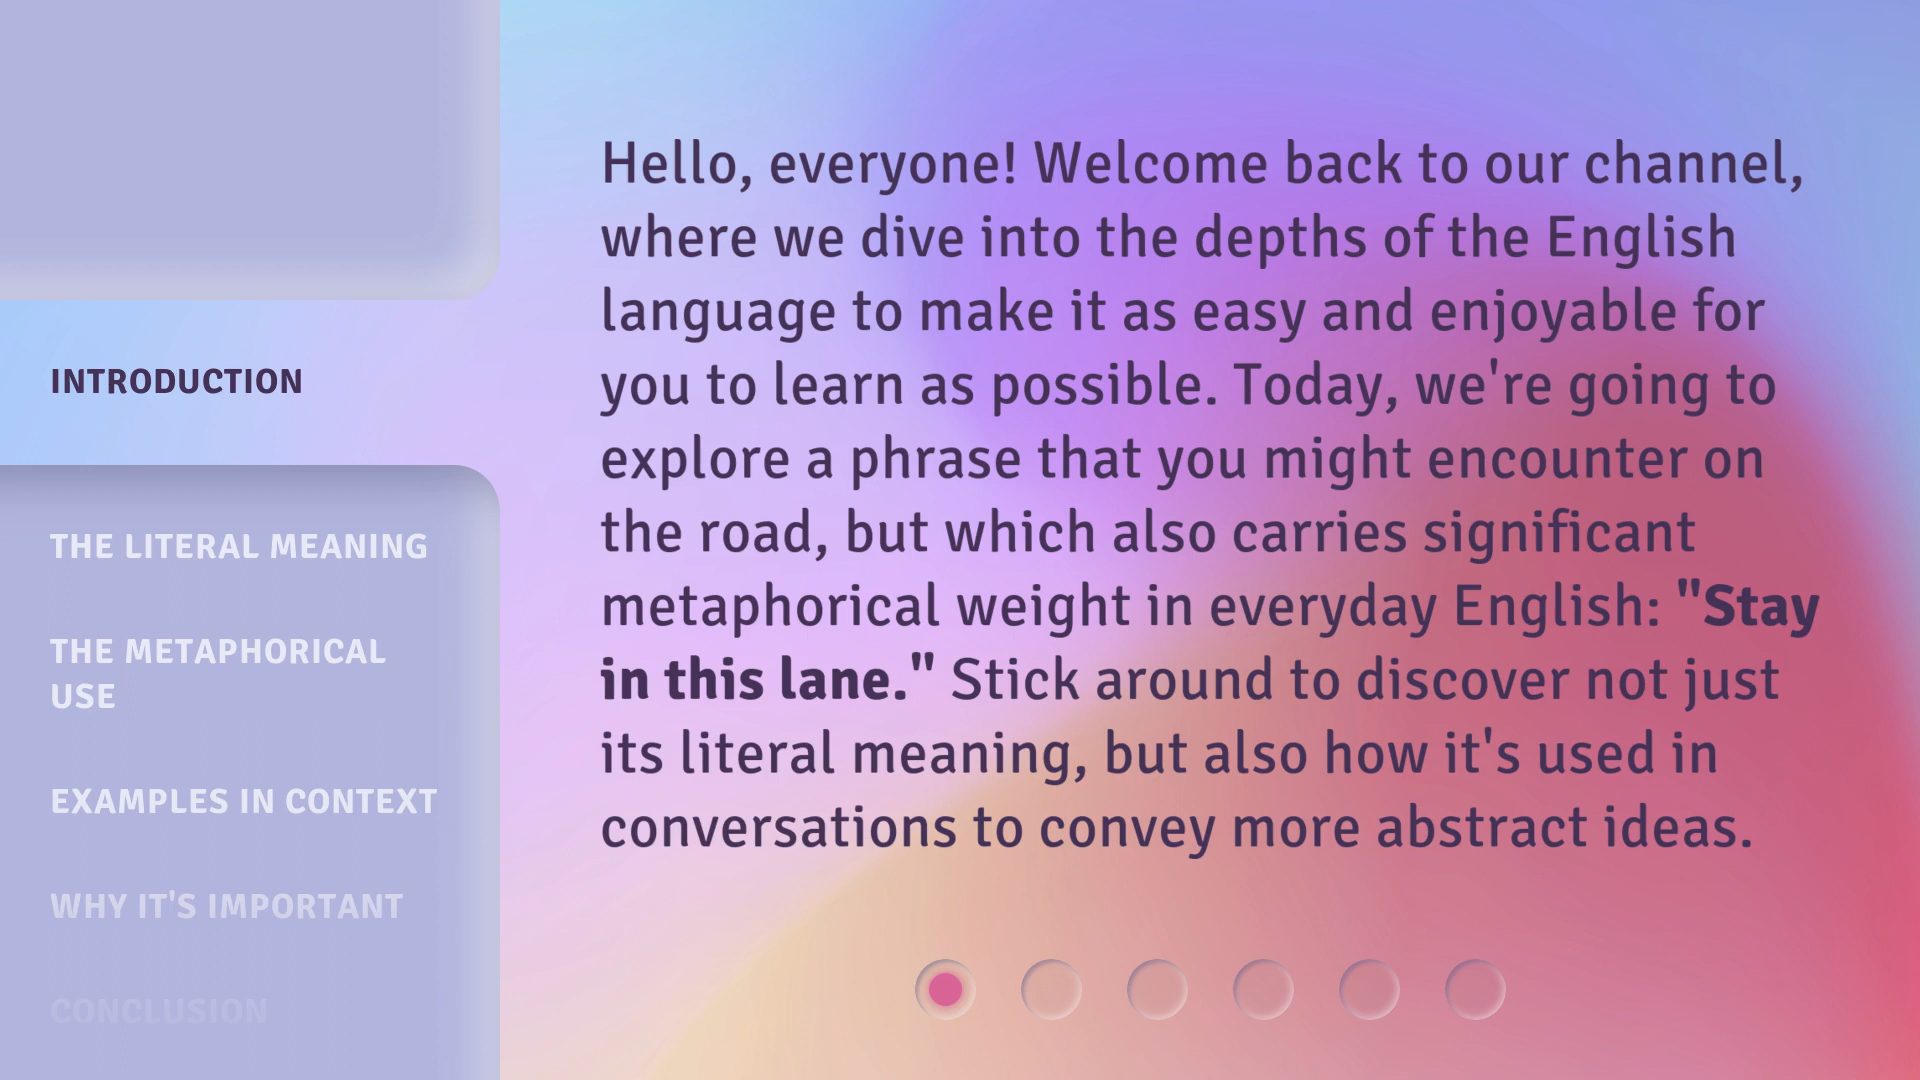 INTRODUCTION
THE LITERAL MEANING
THE METAPHORICAL
USE
EXAMPLES IN CONTEXT
WHY IT'S IMPORTANT
CONCLUSION
Hello, everyone! Welcome back to our channel,
where we dive into the depths of the English
language to make it as easy and enjoyable for
you to learn as possible. Today, we're going to
explore a phrase that you might encounter on
the road, but which also carries significant
metaphorical weight in everyday English: "Stay
in this lane." Stick around to discover not just
its literal meaning, but also how it's used in
conversations to convey more abstract ideas.